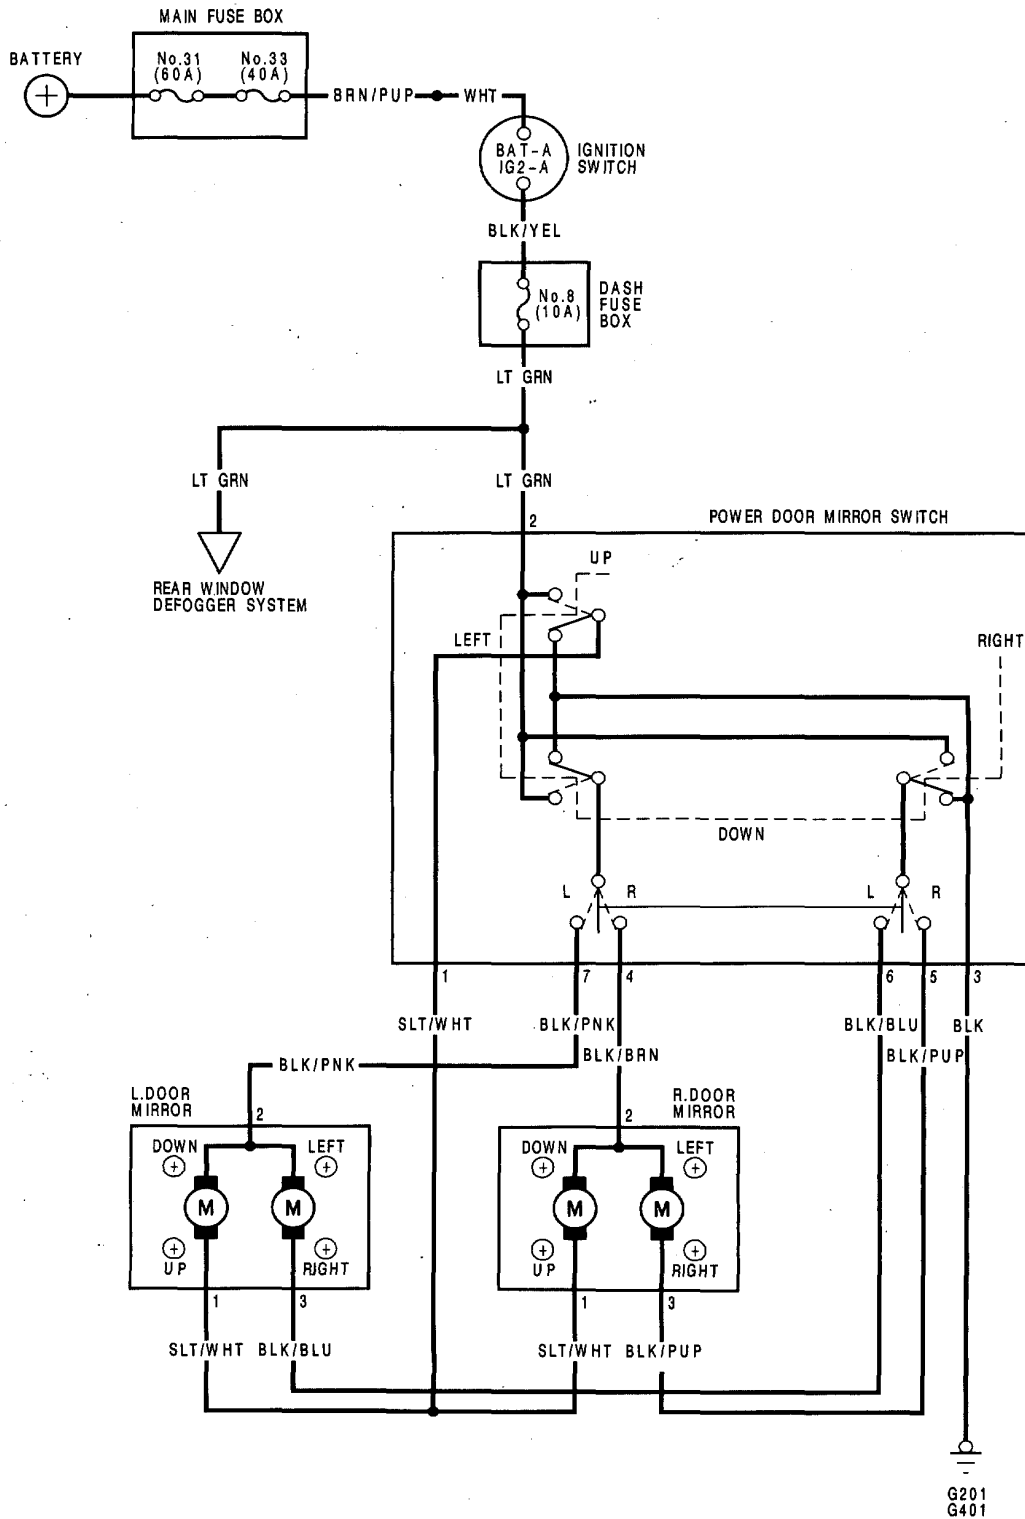 MAIN FUSE BOX
BATTERY
No.31
(60A)
No.33
(40A)
+
BRN/PUP
WHT
BAT-A
IG2-A
IGNITION
SWITCH
BLK/YEL
No.8
(10A)
DASH
FUSE
BOX
LT GRN
LT GRN
LT GRN
2
POWER DOOR MIRROR SWITCH
REAR WINDOW
DEFOGGER SYSTEM
UP
LEFT
RIGHT
DOWN
L
R
L
R
1
7
4
6
5
3
SLT/WHT
BLK/PNK
BLK/BLU
BLK
BLK/BRN
BLK/PUP
BLK/PNK
L.DOOR
MIRROR
2
DOWN
LEFT
+
+
M
M
+
+
UP
RIGHT
1
3
R.DOOR
MIRROR
2
DOWN
LEFT
+
+
M
M
+
+
UP
RIGHT
1
3
SLT/WHT
BLK/BLU
SLT/WHT
BLK/PUP
G201
G401